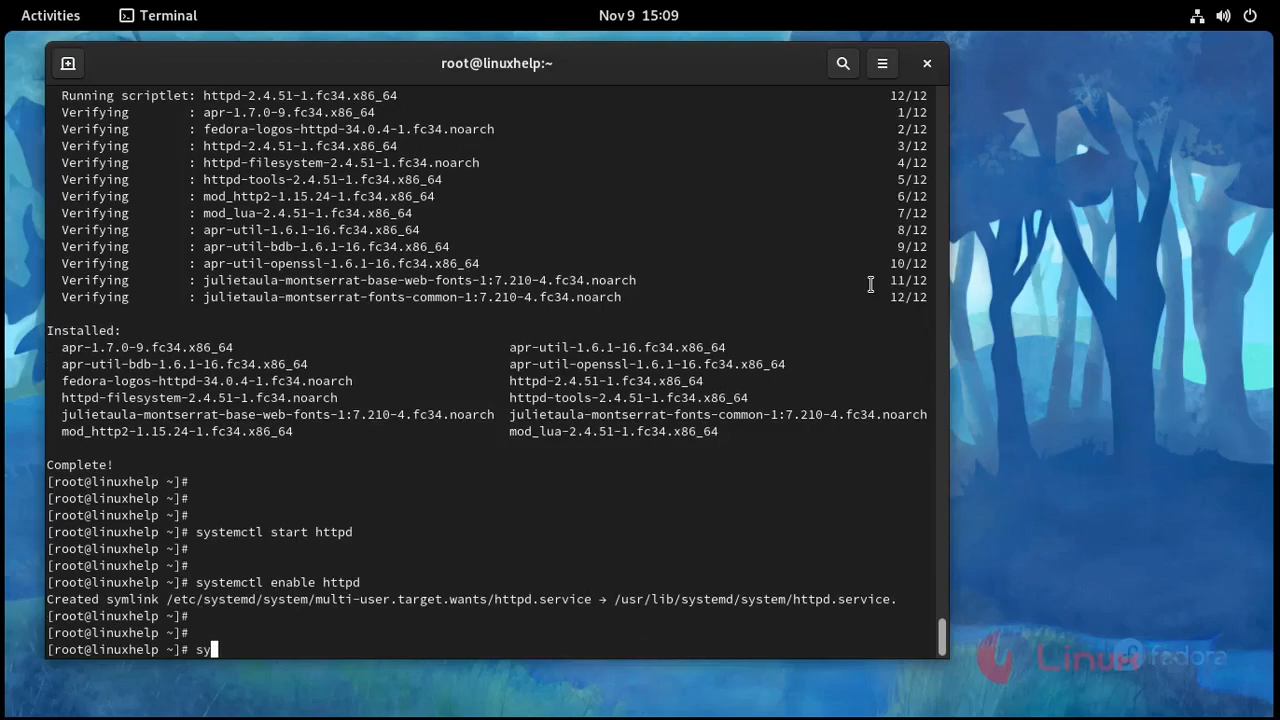 Activities Terminal Nov 9 15:09
root@linuxhelp:~
Running scriptlet: httpd-2.4.51-1.fc34.x86_64 12/12
Verifying : apr-1.7.0-9.fc34.x86_64 1/12
Verifying : fedora-logos-httpd-34.0.4-1.fc34.noarch 2/12
Verifying : httpd-2.4.51-1.fc34.x86_64 3/12
Verifying : httpd-filesystem-2.4.51-1.fc34.noarch 4/12
Verifying : httpd-tools-2.4.51-1.fc34.x86_64 5/12
Verifying : mod_http2-1.15.24-1.fc34.x86_64 6/12
Verifying : mod_lua-2.4.51-1.fc34.x86_64 7/12
Verifying : apr-util-1.6.1-16.fc34.x86_64 8/12
Verifying : apr-util-bdb-1.6.1-16.fc34.x86_64 9/12
Verifying : apr-util-openssl-1.6.1-16.fc34.x86_64 10/12
Verifying : julietaula-montserrat-base-web-fonts-1:7.210-4.fc34.noarch 11/12
Verifying : julietaula-montserrat-fonts-common-1:7.210-4.fc34.noarch 12/12
Installed:
apr-1.7.0-9.fc34.x86_64 apr-util-1.6.1-16.fc34.x86_64
apr-util-bdb-1.6.1-16.fc34.x86_64 apr-util-openssl-1.6.1-16.fc34.x86_64
fedora-logos-httpd-34.0.4-1.fc34.noarch httpd-2.4.51-1.fc34.x86_64
httpd-filesystem-2.4.51-1.fc34.noarch httpd-tools-2.4.51-1.fc34.x86_64
julietaula-montserrat-base-web-fonts-1:7.210-4.fc34.noarch julietaula-montserrat-fonts-common-1:7.210-4.fc34.noarch
mod_http2-1.15.24-1.fc34.x86_64 mod_lua-2.4.51-1.fc34.x86_64
Complete!
[root@linuxhelp ~]#
[root@linuxhelp ~]#
[root@linuxhelp ~]#
[root@linuxhelp ~]# systemctl start httpd
[root@linuxhelp ~]#
[root@linuxhelp ~]#
[root@linuxhelp ~]# systemctl enable httpd
Created symlink /etc/systemd/system/multi-user.target.wants/httpd.service → /usr/lib/systemd/system/httpd.service.
[root@linuxhelp ~]#
[root@linuxhelp ~]#
[root@linuxhelp ~]# sy